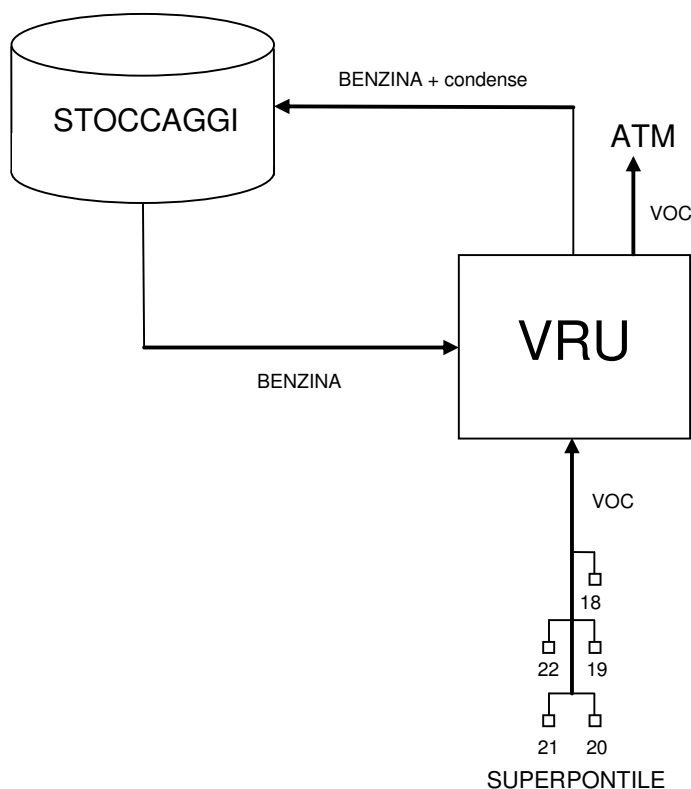 BENZINA + condense
STOCCAGGI
ATM
VOC
VRU
BENZINA
VOC
18
22 19
21 20
SUPERPONTILE